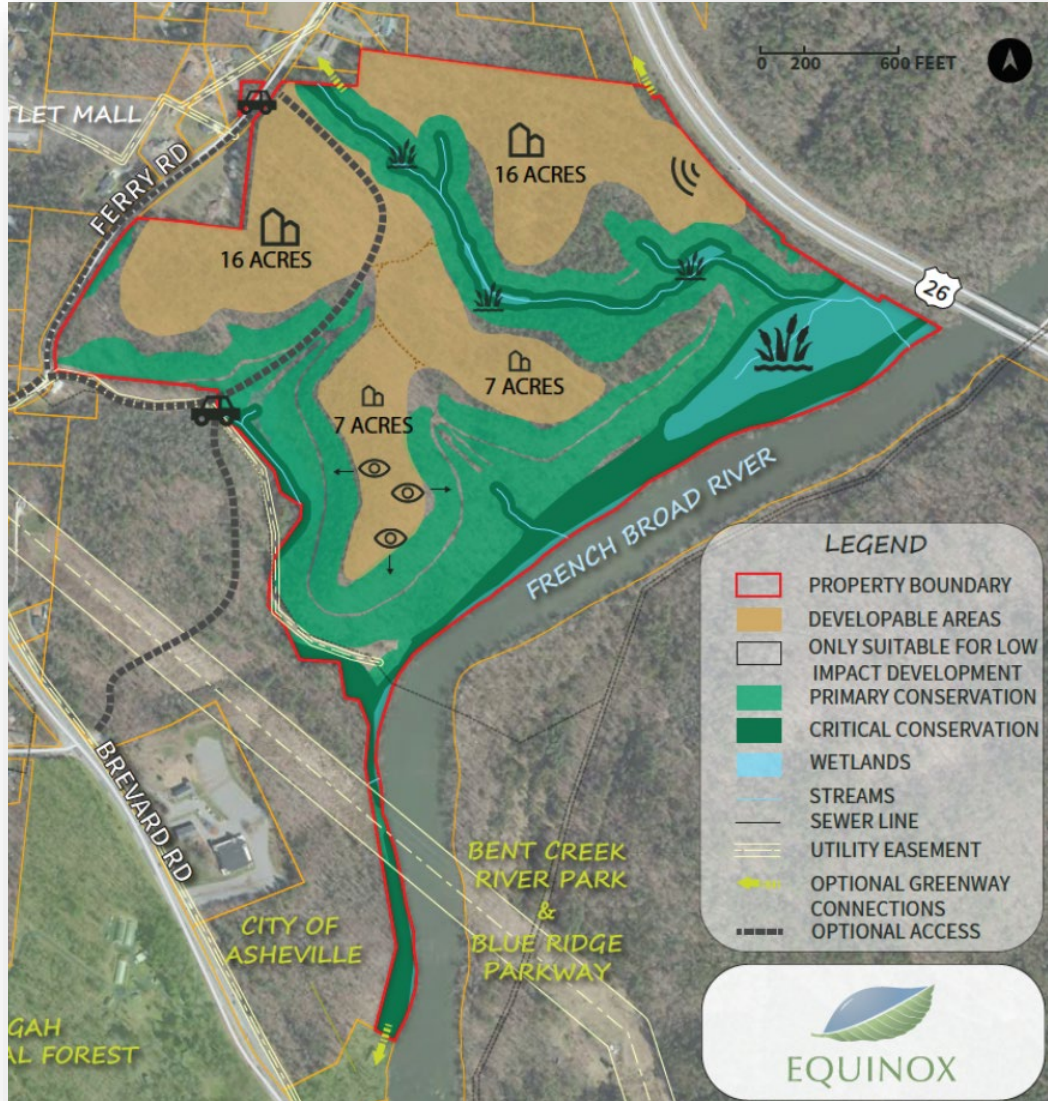 0 200 600 FEET
TLET MALL
FERRY RD
16 ACRES
16 ACRES
26
7 ACRES
7 ACRES
FRENCH BROAD RIVER
BREVARD RD
BENT CREEK
RIVER PARK
&
BLUE RIDGE
PARKWAY
CITY OF
ASHEVILLE
GAH
AL FOREST
LEGEND
PROPERTY BOUNDARY
DEVELOPABLE AREAS
ONLY SUITABLE FOR LOW
IMPACT DEVELOPMENT
PRIMARY CONSERVATION
CRITICAL CONSERVATION
WETLANDS
STREAMS
SEWER LINE
UTILITY EASEMENT
OPTIONAL GREENWAY
CONNECTIONS
OPTIONAL ACCESS
EQUINOX